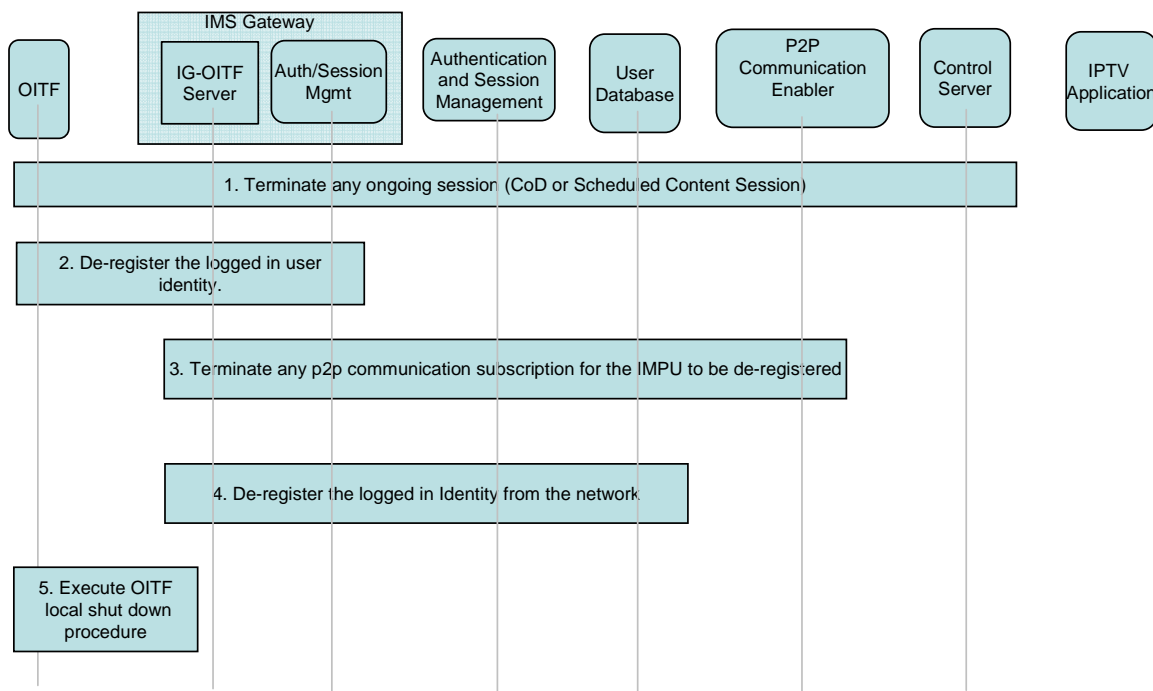 IMS Gateway
OITF
IG-OITF
Server
Auth/Session
Mgmt
Authentication
and Session
Management
User
Database
P2P
Communication
Enabler
Control
Server
IPTV
Application
1. Terminate any ongoing session (CoD or Scheduled Content Session)
2. De-register the logged in user
identity.
3. Terminate any p2p communication subscription for the IMPU to be de-registered
4. De-register the logged in Identity from the network
5. Execute OITF
local shut down
procedure